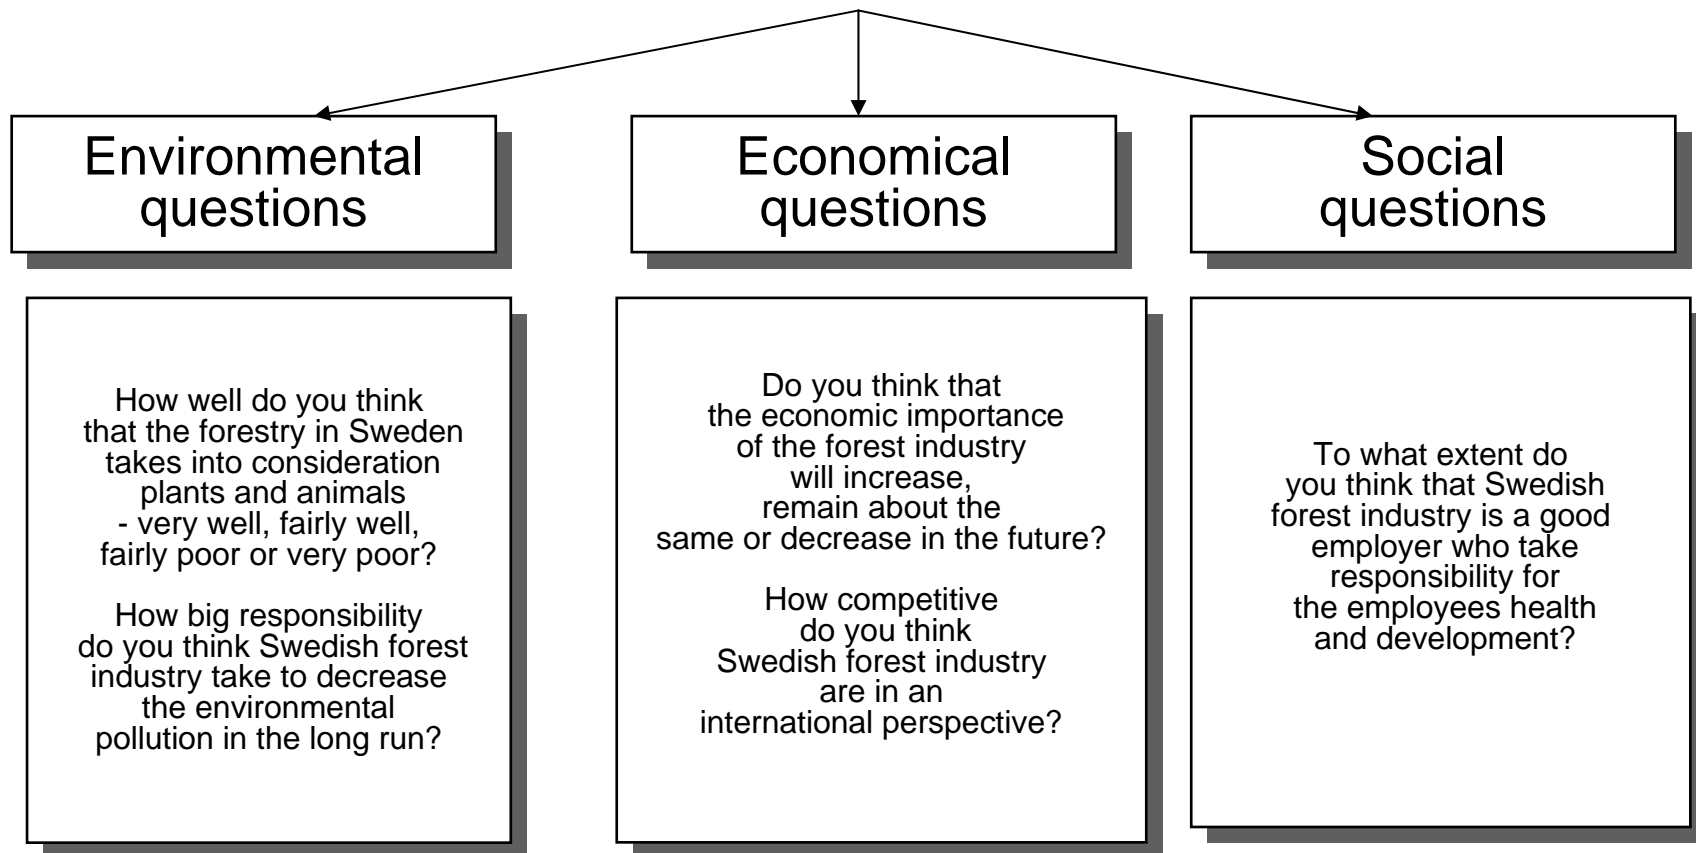 Environmental
questions
Economical
questions
Social
questions
How well do you think
that the forestry in Sweden
takes into consideration
plants and animals
- very well, fairly well,
fairly poor or very poor?
How big responsibility
do you think Swedish forest
industry take to decrease
the environmental
pollution in the long run?
Do you think that
the economic importance
of the forest industry
will increase,
remain about the
same or decrease in the future?
How competitive
do you think
Swedish forest industry
are in an
international perspective?
To what extent do
you think that Swedish
forest industry is a good
employer who take
responsibility for
the employees health
and development?